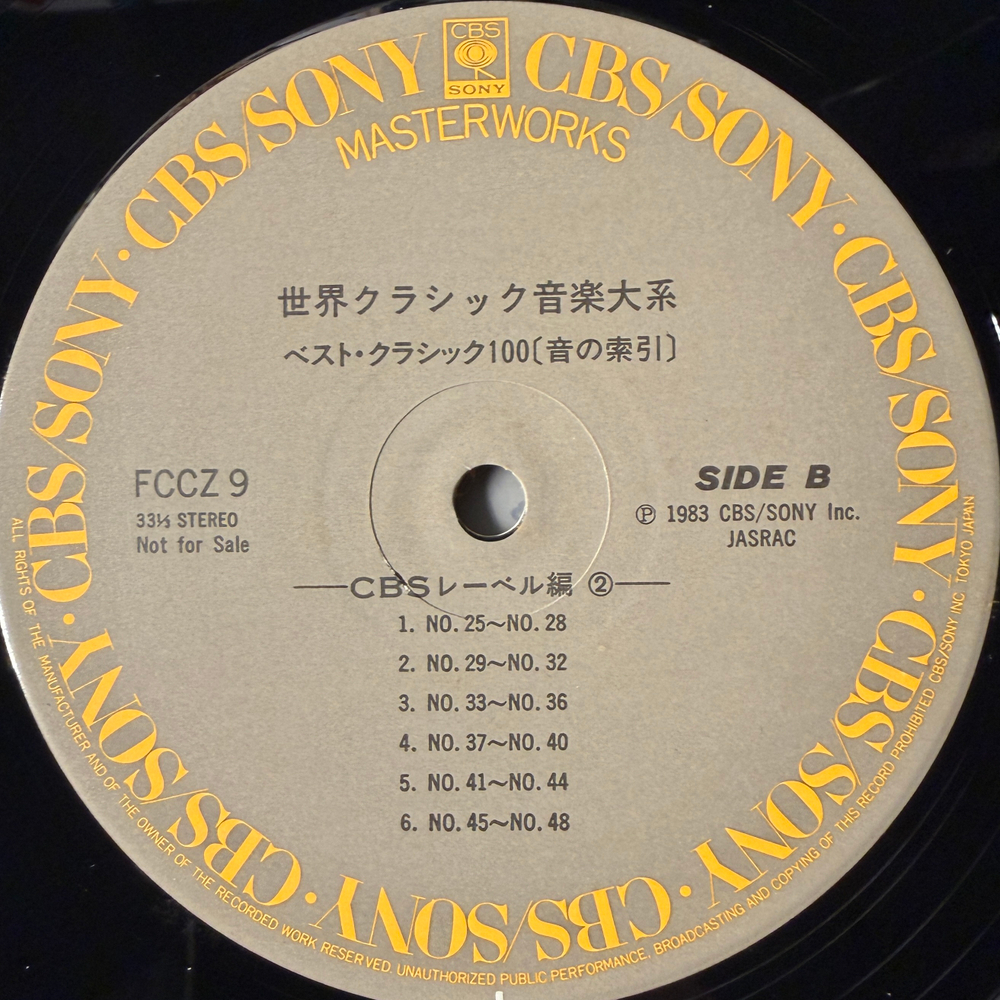 CBS
SONY
CBS/SONY · CBS/SONY · CBS/SONY · CBS/SONY · CBS/SONY · CBS/SONY · CBS/SONY · CBS/SONY · CBS/SONY
MASTERWORKS
世界クラシック音楽大系
ベスト・クラシック100〔音の索引〕
FCCZ 9
33⅓ STEREO
Not for Sale
SIDE B
Ⓟ 1983 CBS/SONY Inc.
JASRAC
CBSレーベル編 ②
1. NO.25〜NO.28
2. NO.29〜NO.32
3. NO.33〜NO.36
4. NO.37〜NO.40
5. NO.41〜NO.44
6. NO.45〜NO.48
ALL RIGHTS OF THE MANUFACTURER AND OF THE OWNER OF THE RECORDED WORK RESERVED. UNAUTHORIZED PUBLIC PERFORMANCE, BROADCASTING AND COPYING OF THIS RECORD PROHIBITED CBS/SONY INC TOKYO JAPAN